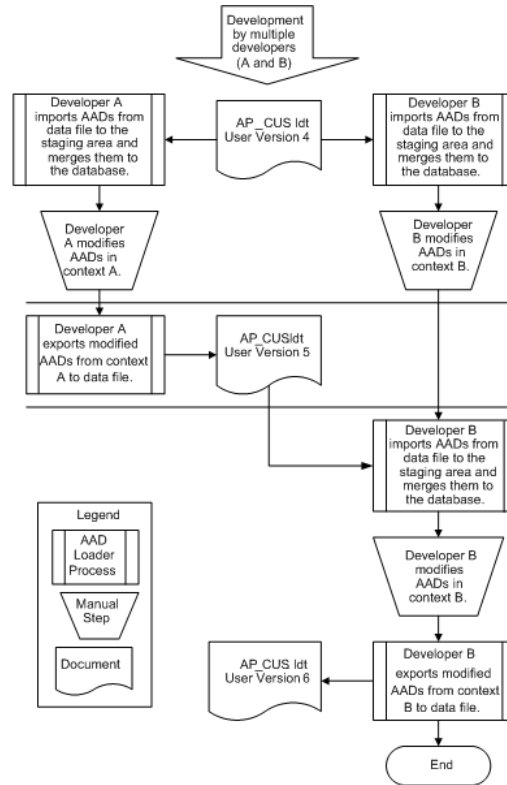 Development
by multiple
developers
(A and B)
Developer A
imports AADs from
data file to the
staging area and
merges them to
the database.
AP_CUS ldt
User Version 4
Developer B
imports AADs from
data file to the
staging area and
merges them to
the database.
Developer
A modifies
AADs in
context A.
Developer
B modifies
AADs in
context B.
Developer A
exports modified
AADs from context
A to data file.
AP_CUSldt
User Version 5
Developer B
imports AADs from
data file to the
staging area and
merges them to
the database.
Legend
AAD
Loader
Process
Manual
Step
Document
Developer B
modifies
AADs in
context B.
AP_CUS ldt
User Version 6
Developer B
exports modified
AADs from context
B to data file.
End